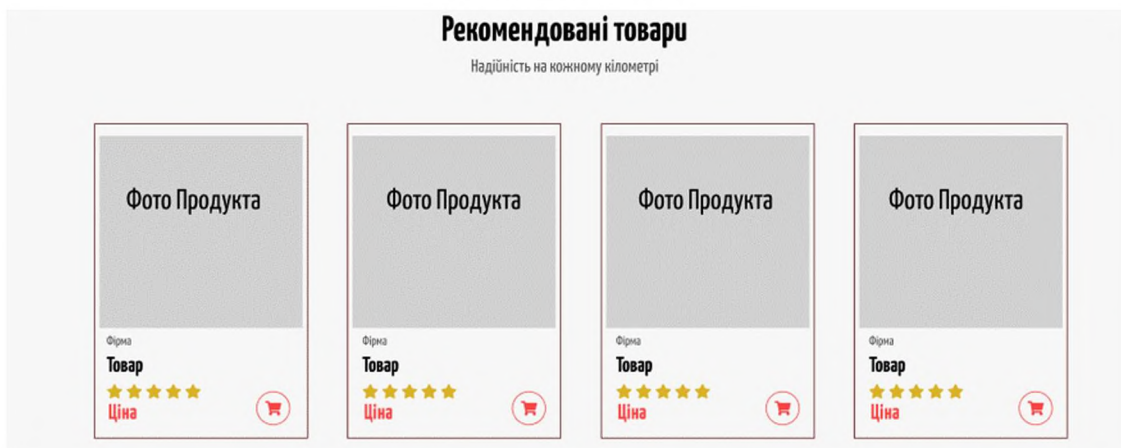 Рекомендовані товари
Надійність на кожному кілометрі
Фото Продукта
Фірма
Товар
Ціна
Фото Продукта
Фірма
Товар
Ціна
Фото Продукта
Фірма
Товар
Ціна
Фото Продукта
Фірма
Товар
Ціна